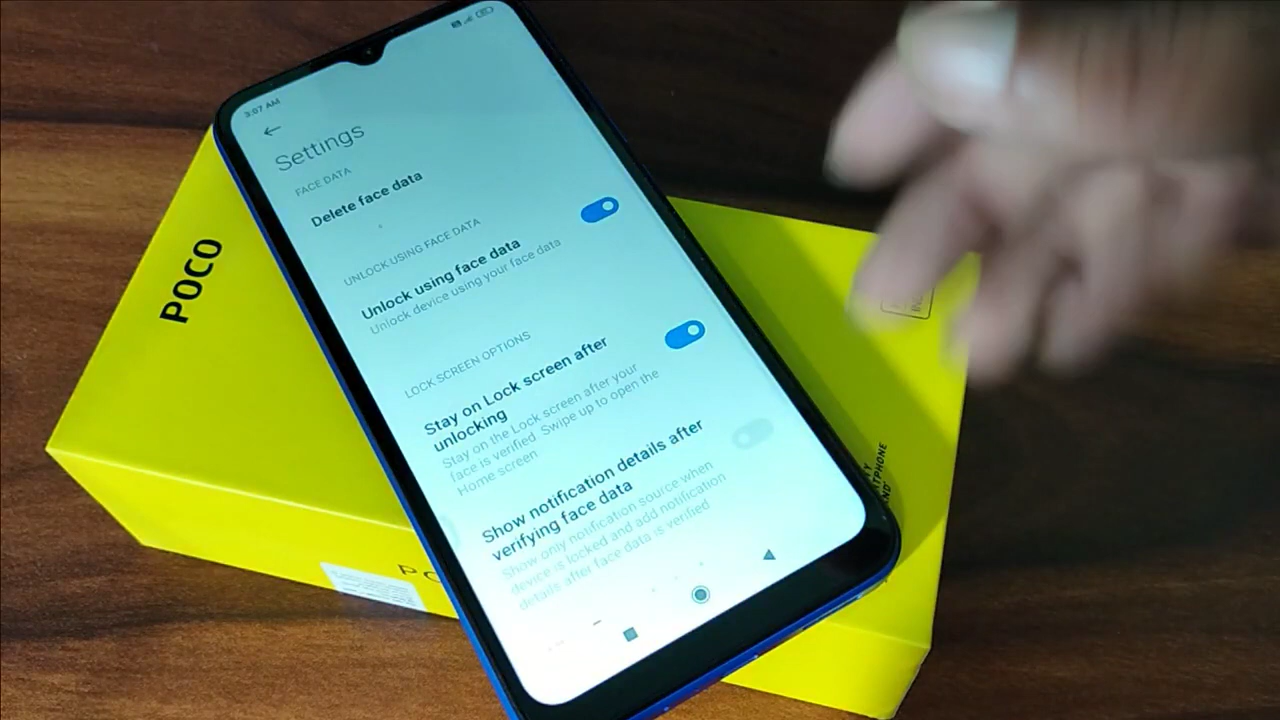 3:07 AM
Settings
FACE DATA
Delete face data
UNLOCK USING FACE DATA
Unlock using face data
Unlock device using your face data
LOCK SCREEN OPTIONS
Stay on Lock screen after
unlocking
Stay on the Lock screen after your
face is verified. Swipe up to open the
Home screen
Show notification details after
verifying face data
Show only notification source when
device is locked and add notification
details after face data is verified
POCO